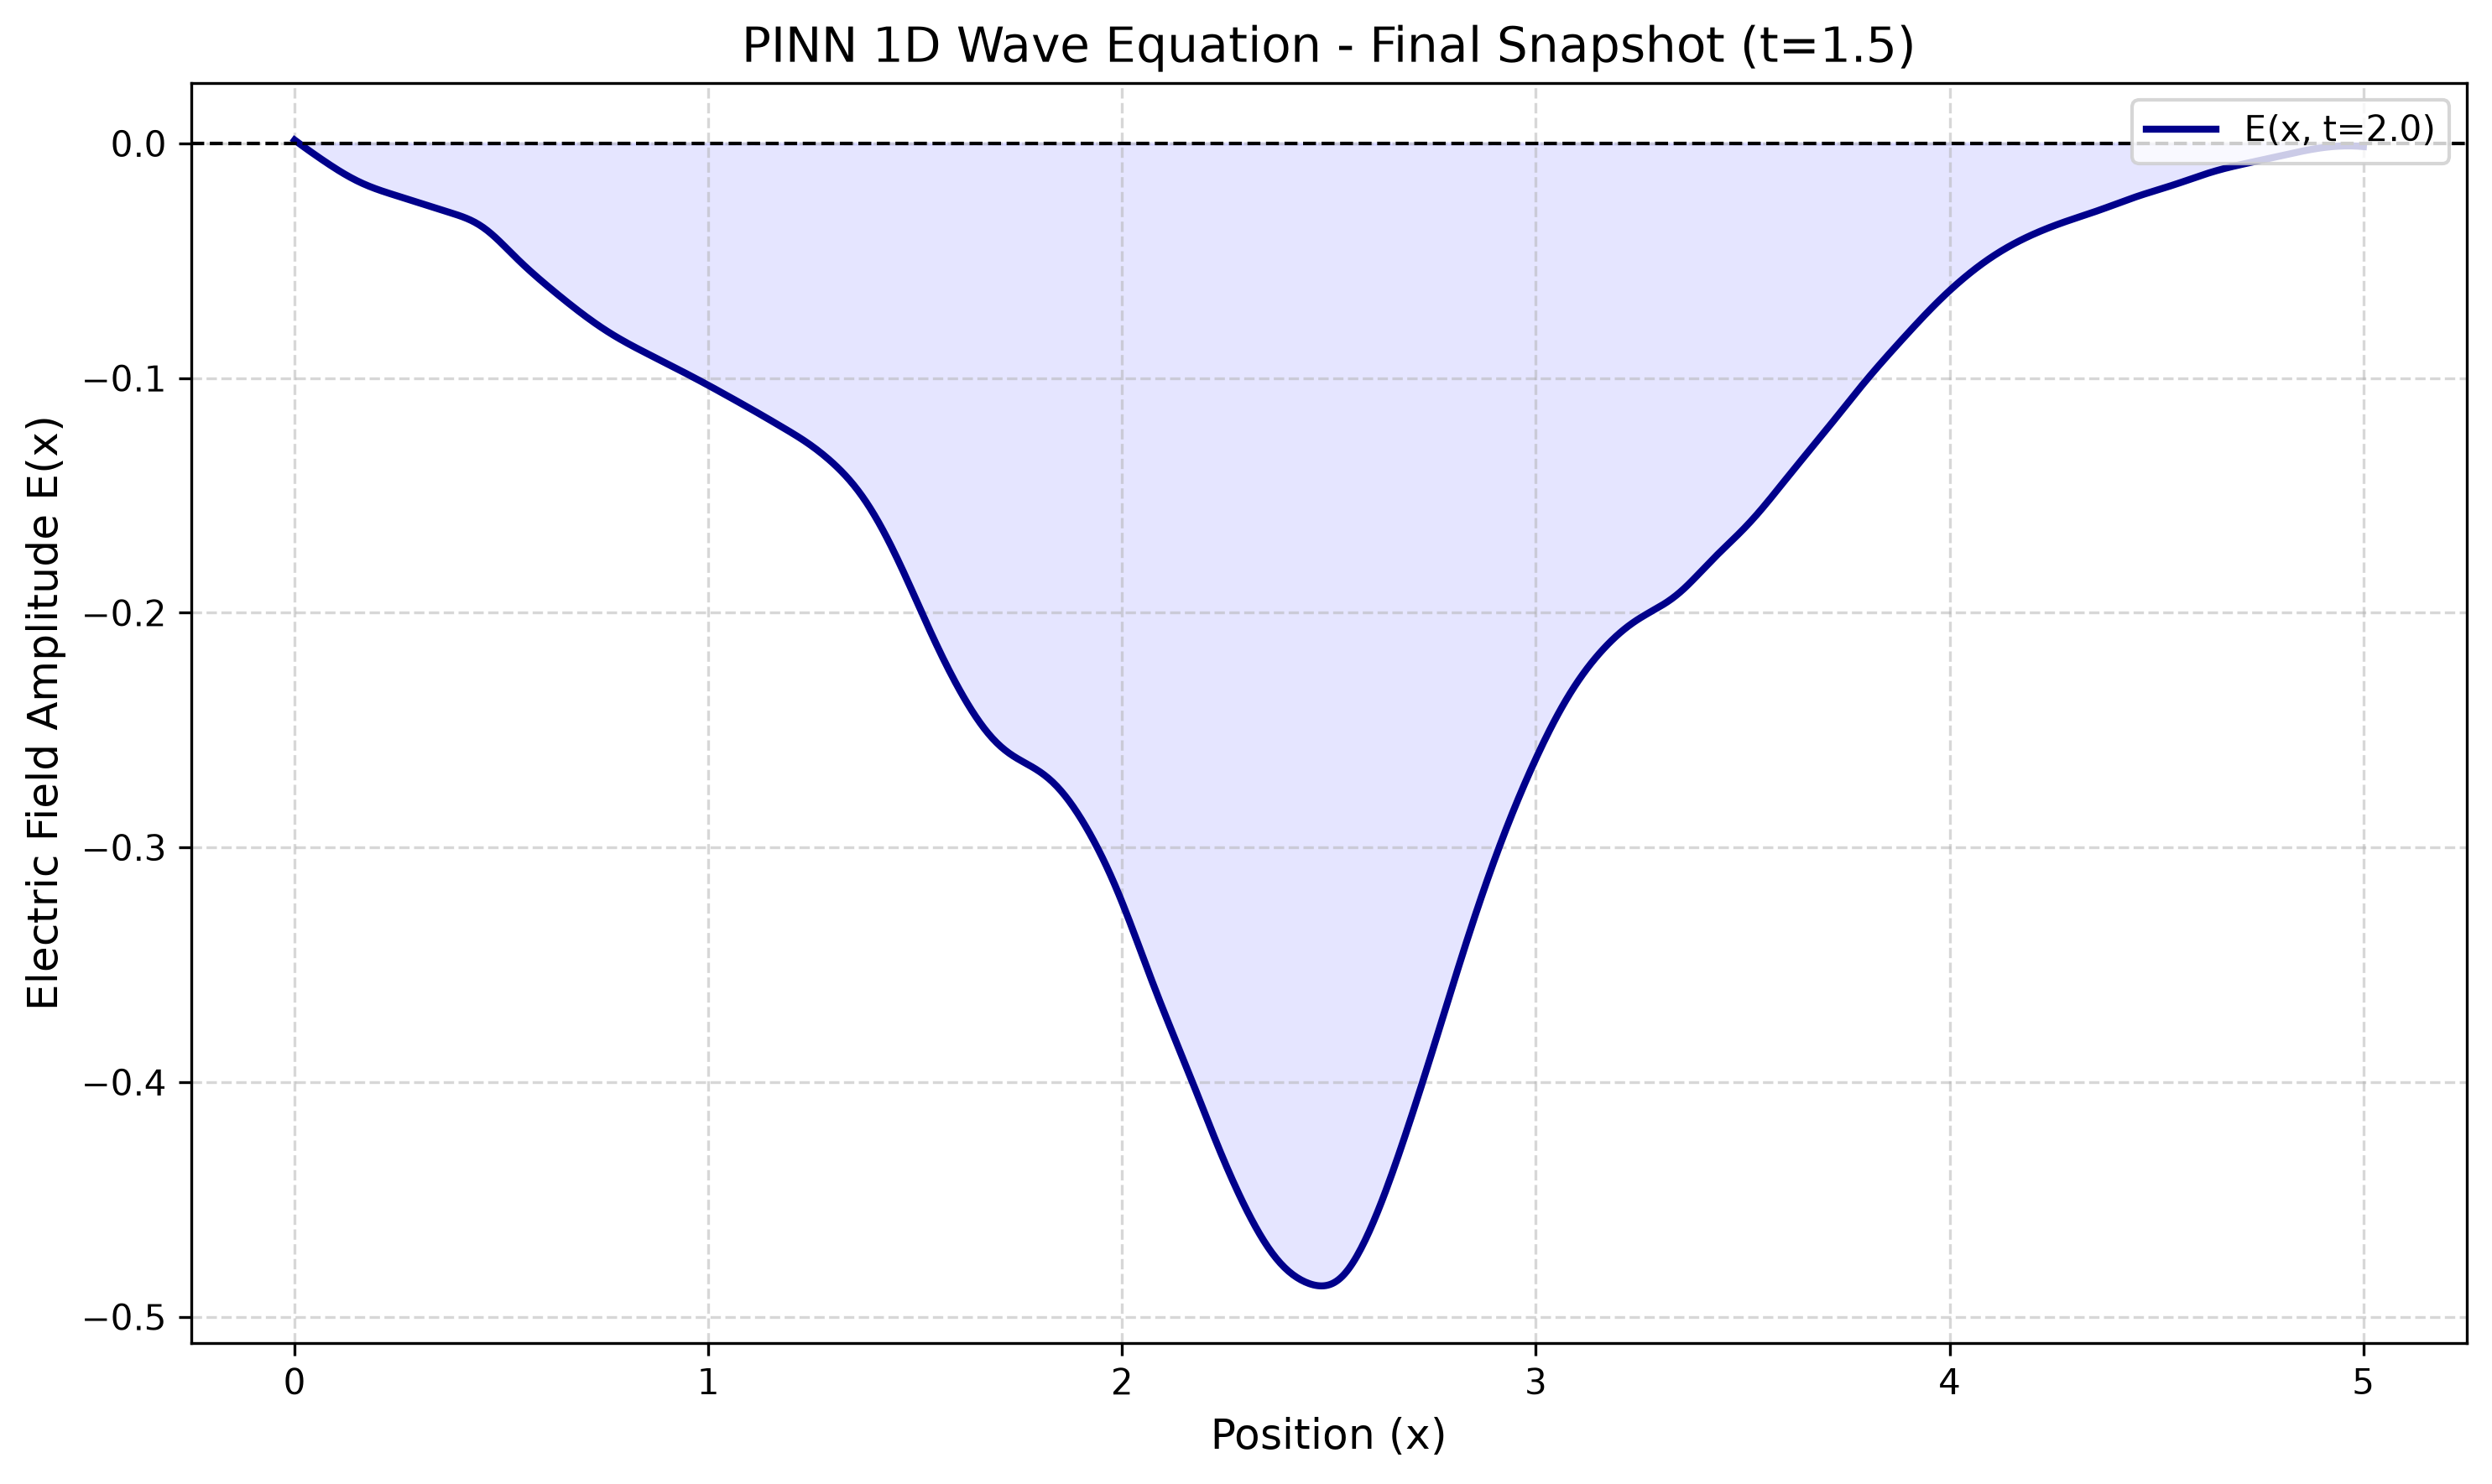 PINN 1D Wave Equation - Final Snapshot (t=1.5)
E(x, t=2.0)
Electric Field Amplitude E(x)
0.0
−0.1
−0.2
−0.3
−0.4
−0.5
0 1 2 3 4 5
Position (x)